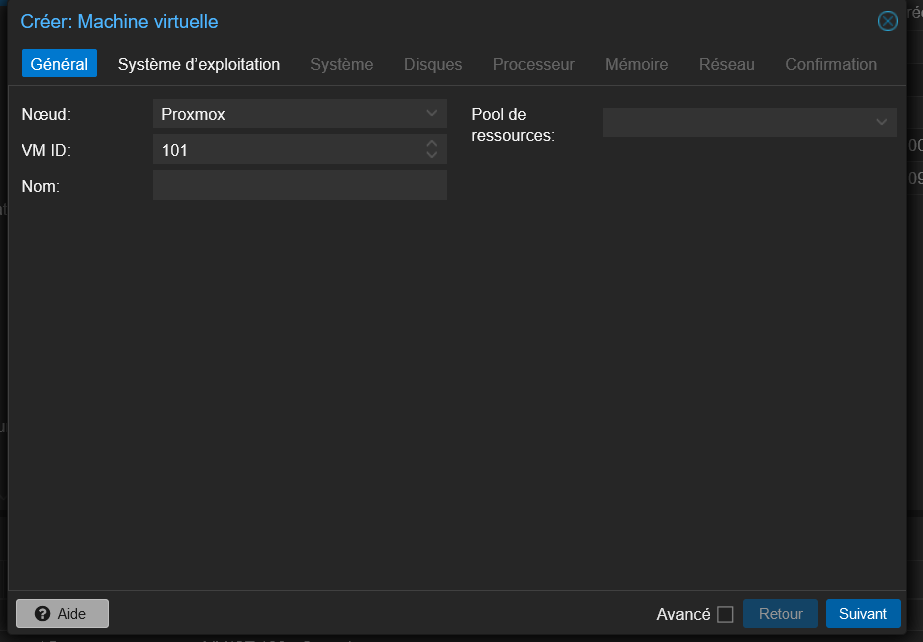 Créer: Machine virtuelle
Général Système d'exploitation Système Disques Processeur Mémoire Réseau Confirmation
Nœud: Proxmox
Pool de
ressources:
VM ID: 101
Nom:
Aide
Avancé Retour Suivant